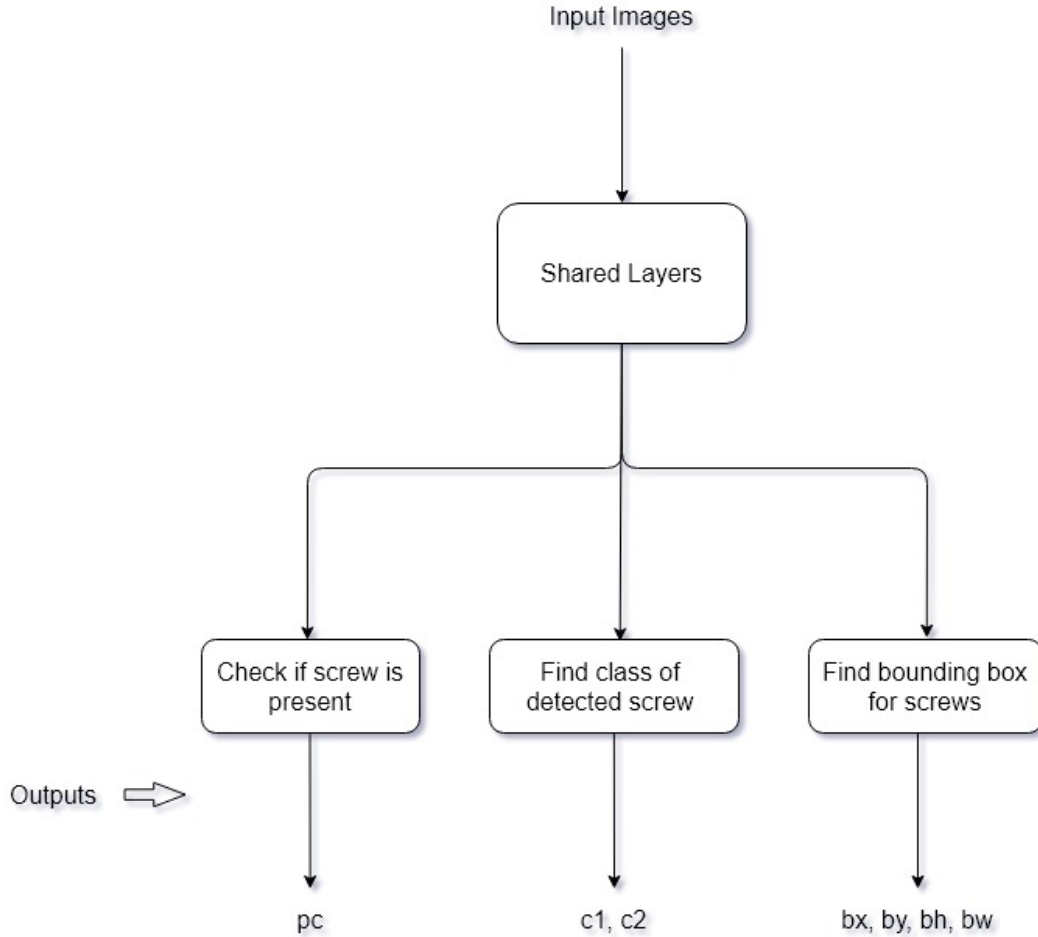 Input Images
Shared Layers
Check if screw is
present
Find class of
detected screw
Find bounding box
for screws
Outputs
pc
c1, c2
bx, by, bh, bw